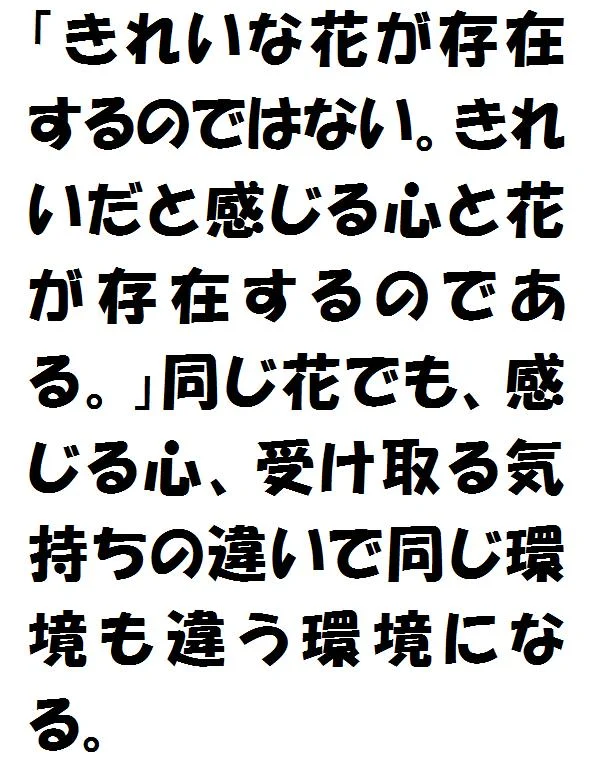 「きれいな花が存在
するのではない。きれ
いだと感じる心と花
が存在するのであ
る。」同じ花でも、感
じる心、受け取る気
持ちの違いで同じ環
境も違う環境にな
る。